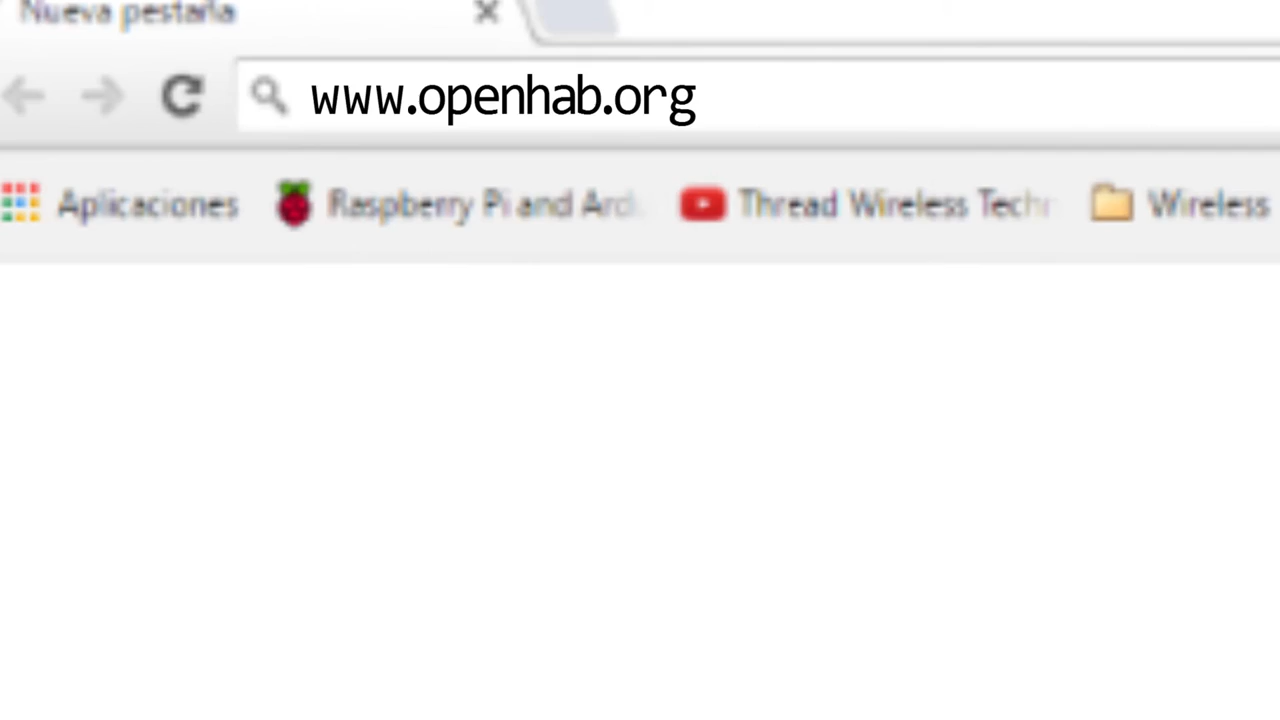 Nueva pestaña
www.openhab.org
Aplicaciones
Raspberry Pi and Ard
Thread Wireless Tech
Wireless